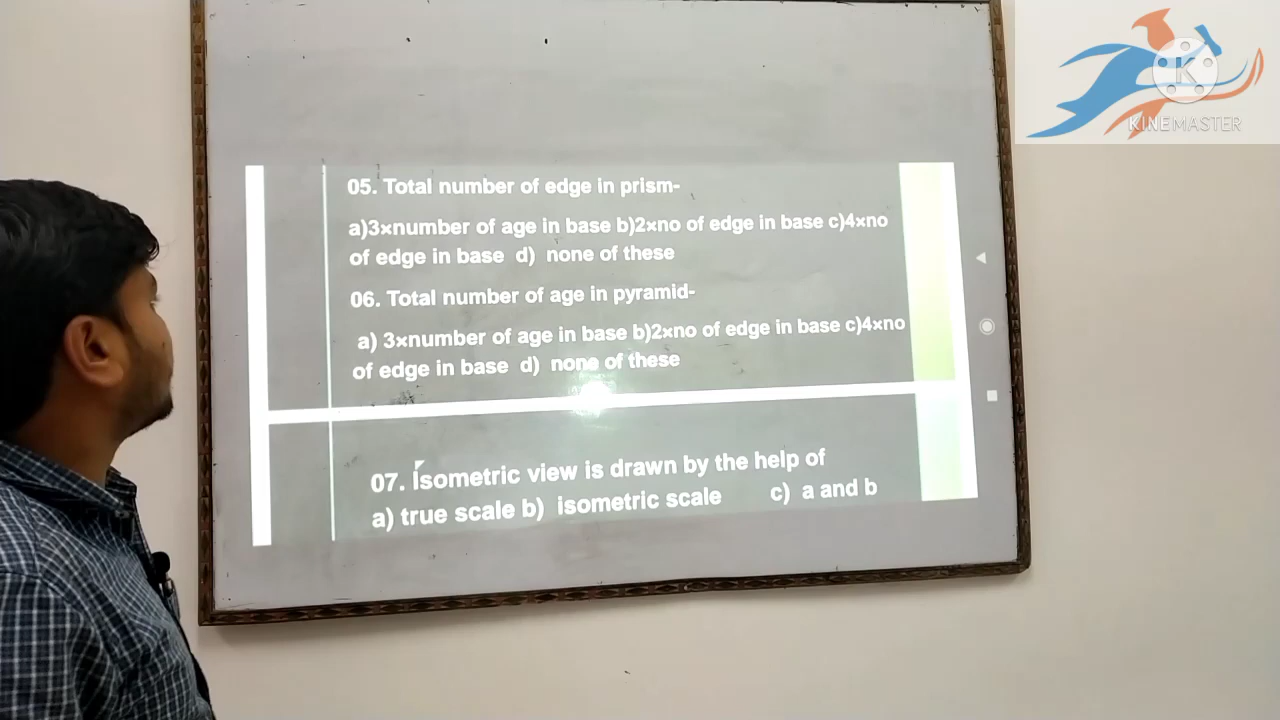 KINEMASTER
05. Total number of edge in prism-
a)3×number of age in base b)2×no of edge in base c)4×no
of edge in base d) none of these
06. Total number of age in pyramid-
a) 3×number of age in base b)2×no of edge in base c)4×no
of edge in base d) none of these
07. Isometric view is drawn by the help of
a) true scale b) isometric scale c) a and b